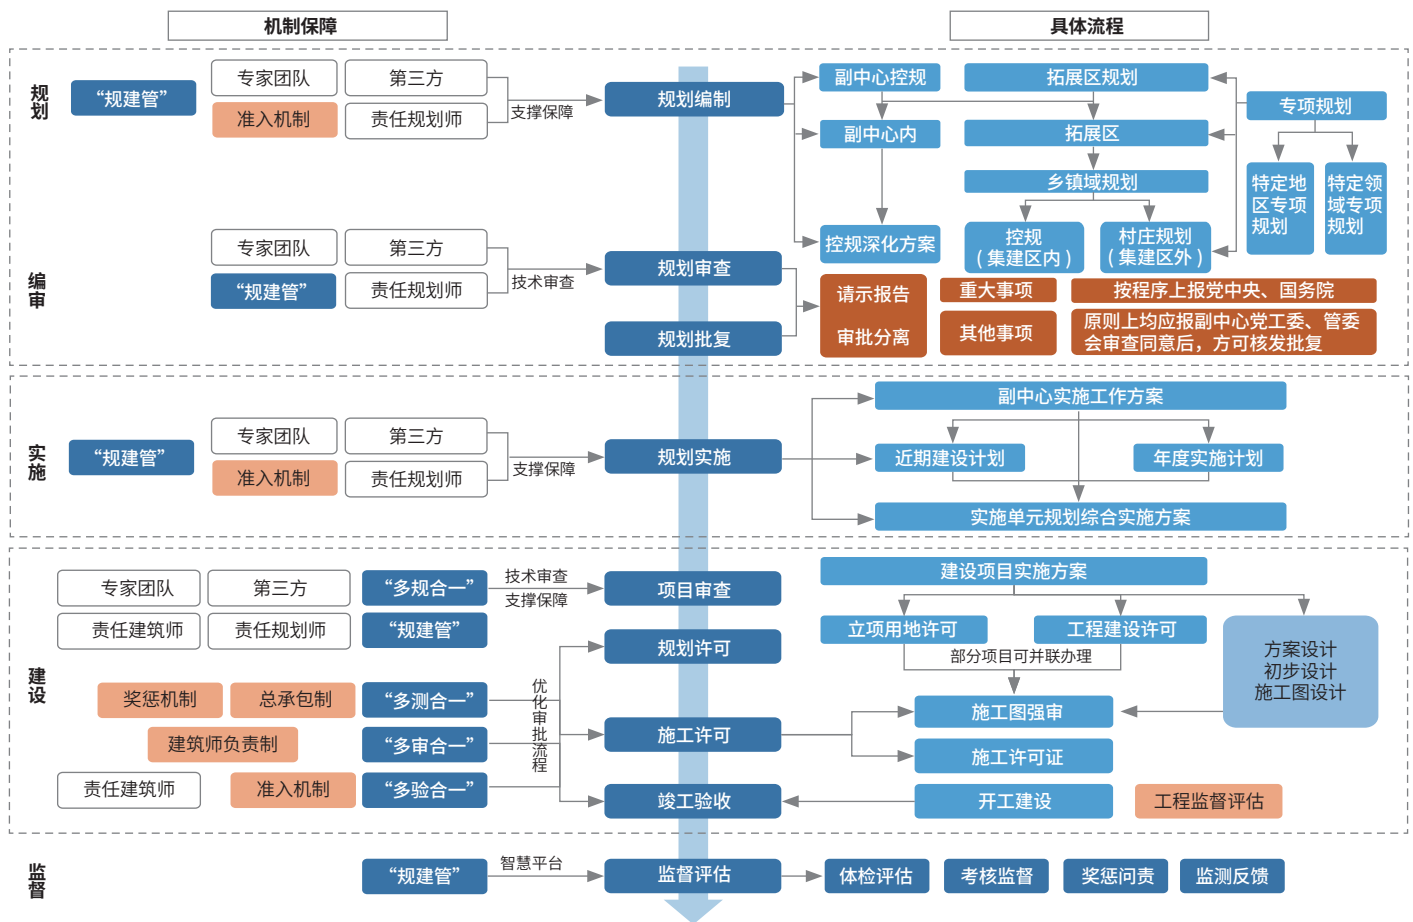 机制保障
具体流程
规划
“规建管”
专家团队
第三方
准入机制
责任规划师
支撑保障
规划编制
副中心控规
拓展区规划
专项规划
副中心内
拓展区
乡镇域规划
特定地
区专项
规划
特定领
域专项
规划
控规深化方案
控规
(集建区内)
村庄规划
(集建区外)
编审
专家团队
第三方
“规建管”
责任规划师
技术审查
规划审查
规划批复
请示报告
审批分离
重大事项
按程序上报党中央、国务院
其他事项
原则上均应报副中心党工委、管委
会审查同意后，方可核发批复
实施
“规建管”
专家团队
第三方
准入机制
责任规划师
支撑保障
规划实施
副中心实施工作方案
近期建设计划
年度实施计划
实施单元规划综合实施方案
建设
专家团队
第三方
“多规合一”
技术审查
支撑保障
项目审查
责任建筑师
责任规划师
“规建管”
规划许可
奖惩机制
总承包制
“多测合一”
优化审批流程
建筑师负责制
“多审合一”
施工许可
责任建筑师
准入机制
“多验合一”
竣工验收
建设项目实施方案
立项用地许可
工程建设许可
部分项目可并联办理
方案设计
初步设计
施工图设计
施工图强审
施工许可证
开工建设
工程监督评估
监督
“规建管”
智慧平台
监督评估
体检评估
考核监督
奖惩问责
监测反馈